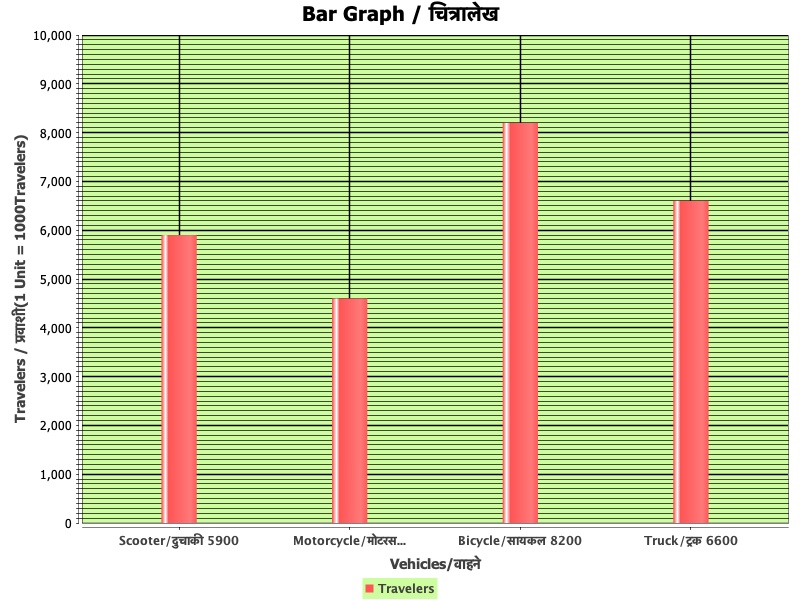 Bar Graph / चित्रालेख
Travelers / प्रवाशी(1 Unit = 1000Travelers)
10,000
9,000
8,000
7,000
6,000
5,000
4,000
3,000
2,000
1,000
0
Scooter/दुचाकी 5900 Motorcycle/मोटरस... Bicycle/सायकल 8200 Truck/ट्रक 6600
Vehicles/वाहने
Travelers